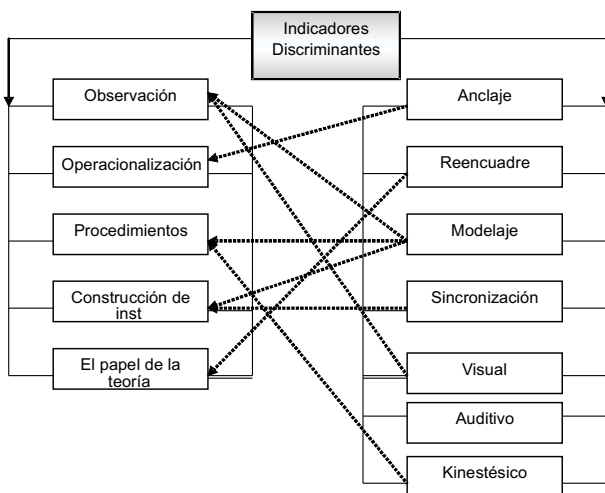 Indicadores
Discriminantes
Observación
Operacionalización
Procedimientos
Construcción de
inst
El papel de la
teoría
Anclaje
Reencuadre
Modelaje
Sincronización
Visual
Auditivo
Kinestésico